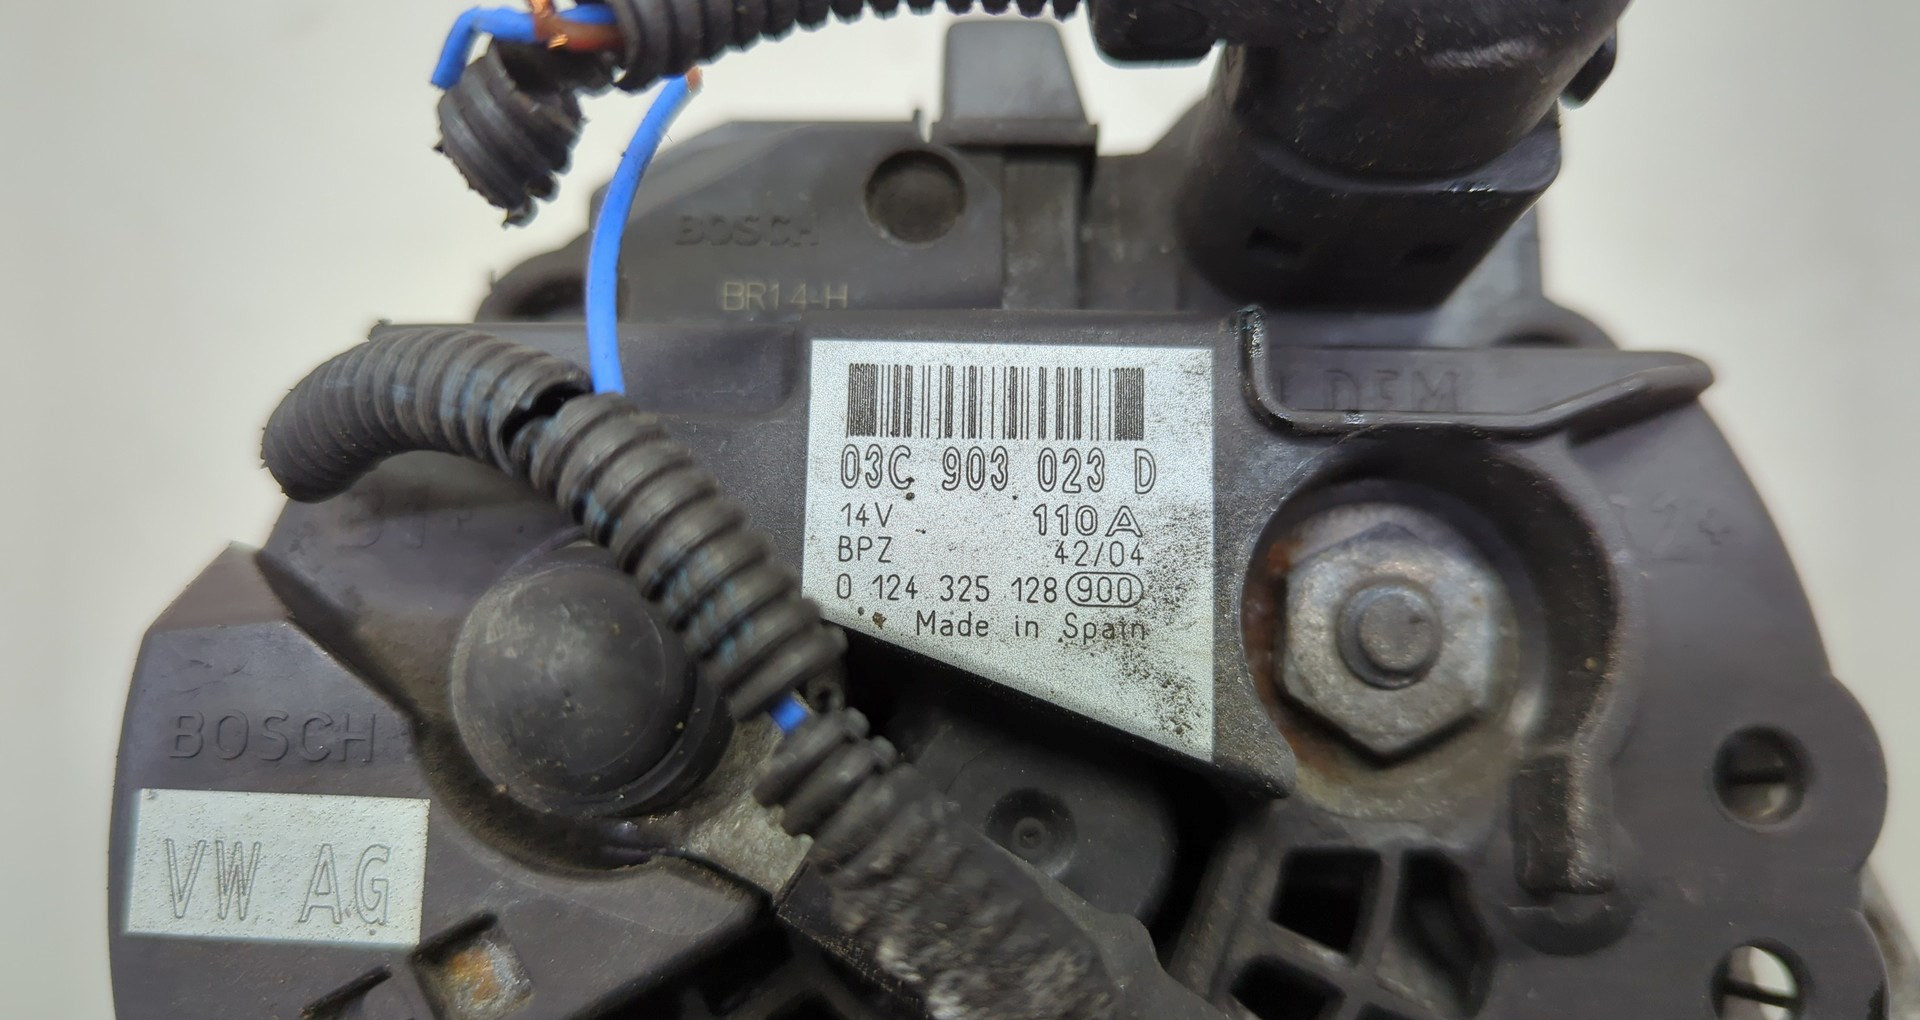 BOSCH
BR14-H
DFM
03C 903 023 D
14V 110A
BPZ 42/04
0 124 325 128 900
Made in Spain
BOSCH
VW AG